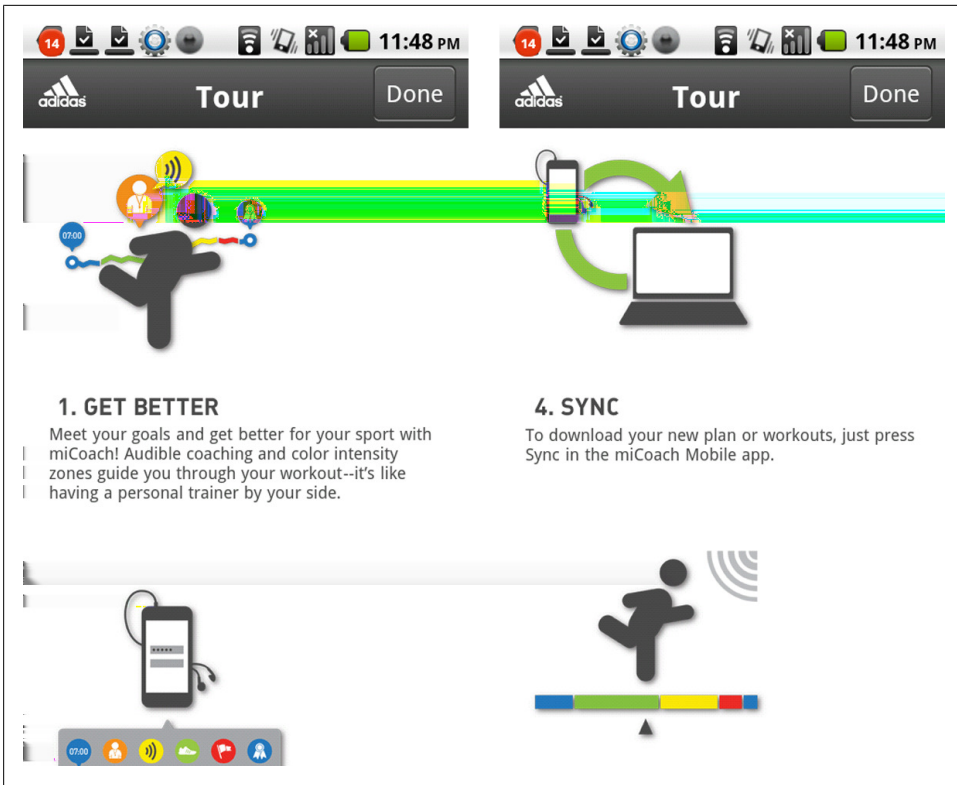 14
11:48 PM
adidas
Tour
Done
07:00
1. GET BETTER
Meet your goals and get better for your sport with
miCoach! Audible coaching and color intensity
zones guide you through your workout--it's like
having a personal trainer by your side.
07:00
14
11:48 PM
adidas
Tour
Done
4. SYNC
To download your new plan or workouts, just press
Sync in the miCoach Mobile app.